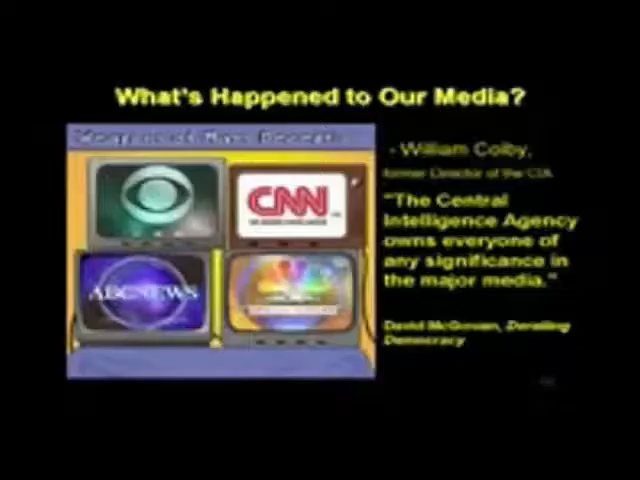 What's Happened to Our Media?
- William Colby,
former Director of the CIA
"The Central
Intelligence Agency
owns everyone of
any significance in
the major media."
David McGowan, Derailing
Democracy
CNN
ABCNEWS